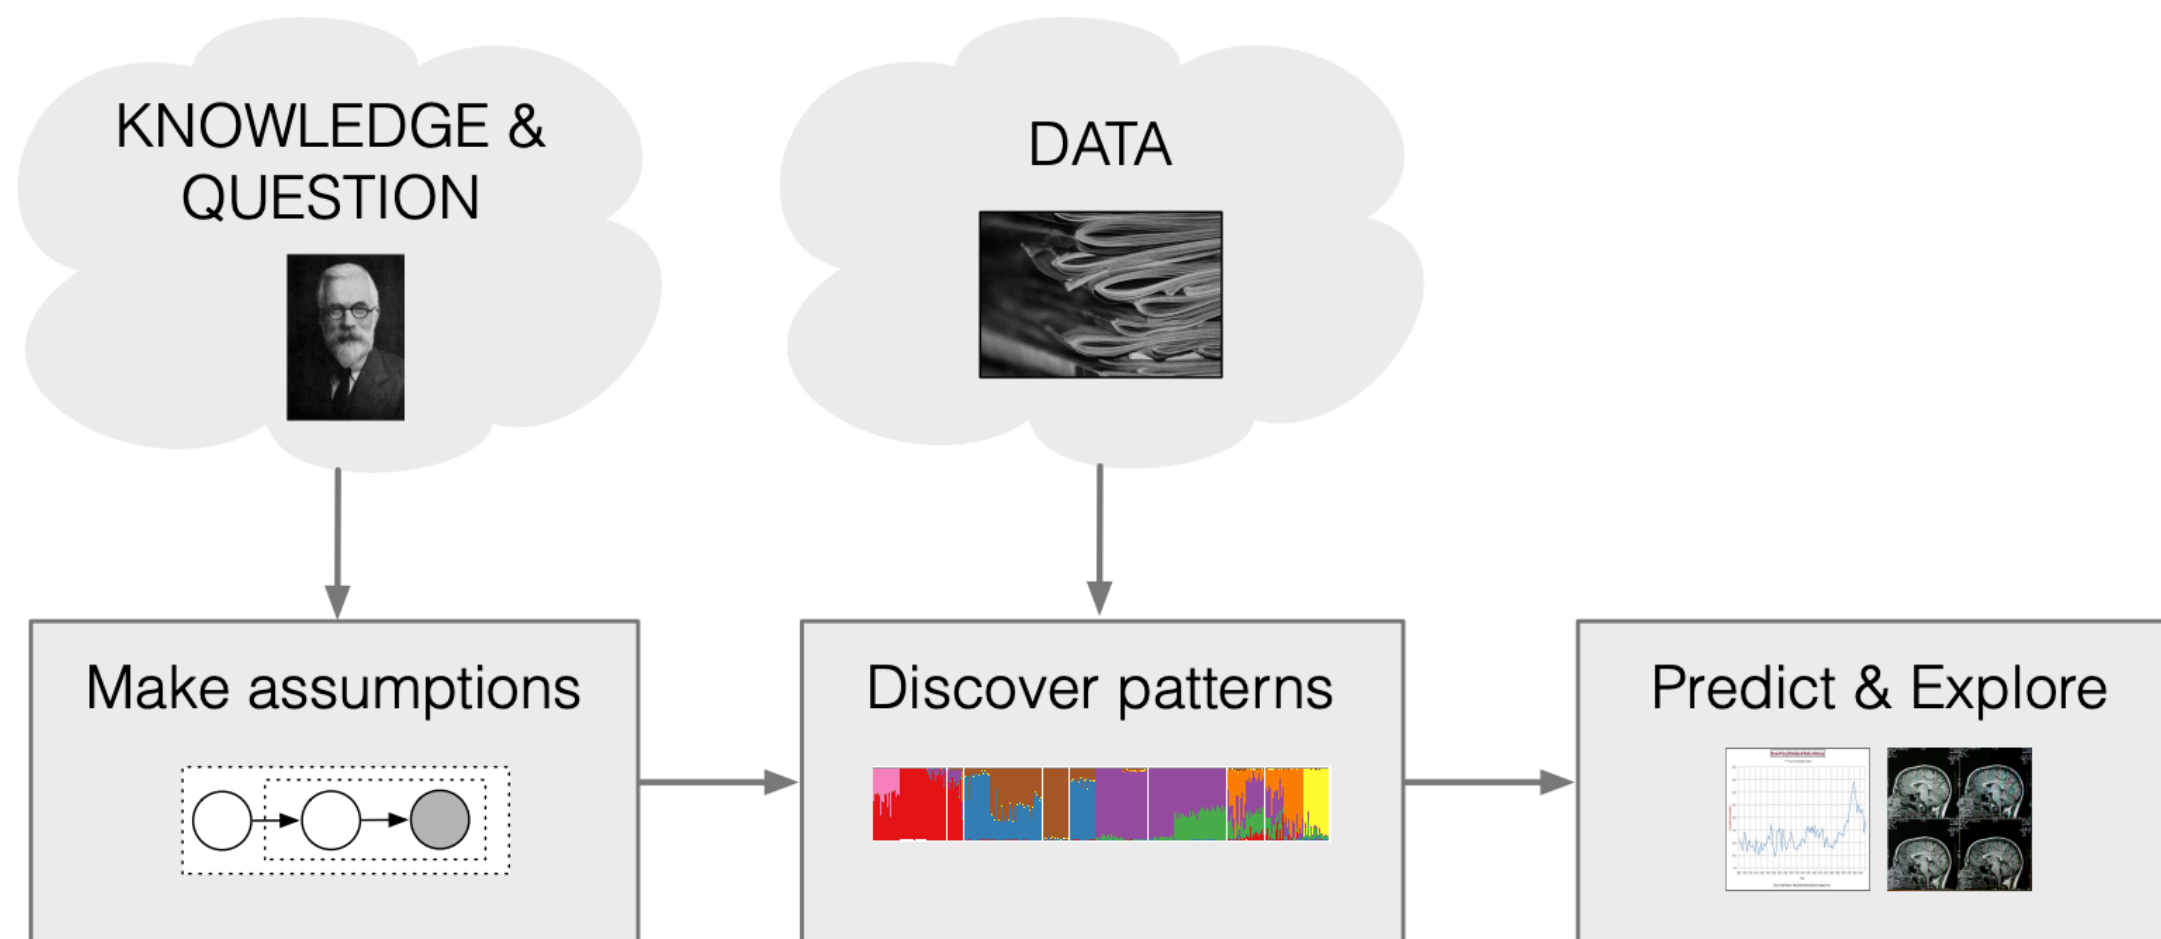 KNOWLEDGE &
QUESTION
DATA
Make assumptions
Discover patterns
Predict & Explore